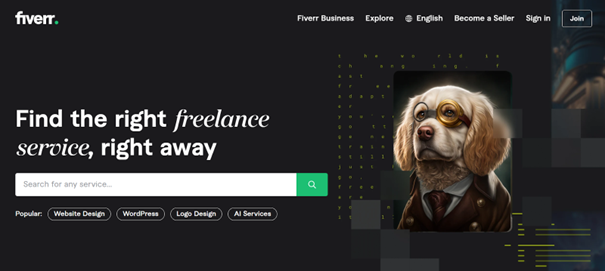 fiverr.
Fiverr Business Explore English Become a Seller Sign in Join
Find the right freelance
service, right away
Search for any service...
Popular: Website Design WordPress Logo Design AI Services